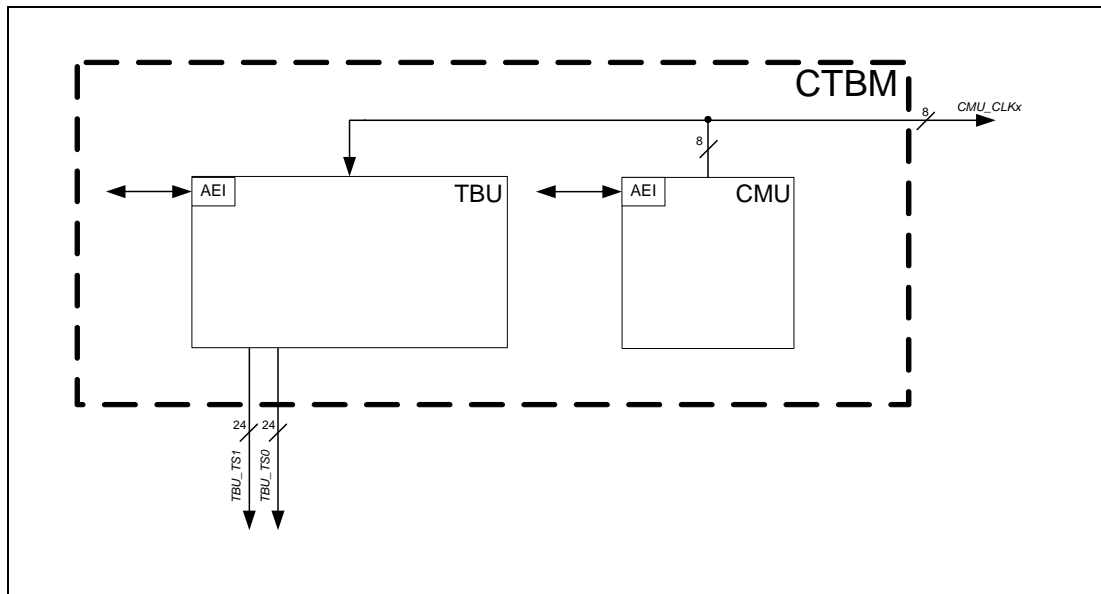 CTBM
CMU_CLKx
8
8
AEI
TBU
AEI
CMU
24
24
TBU_TS1
TBU_TS0